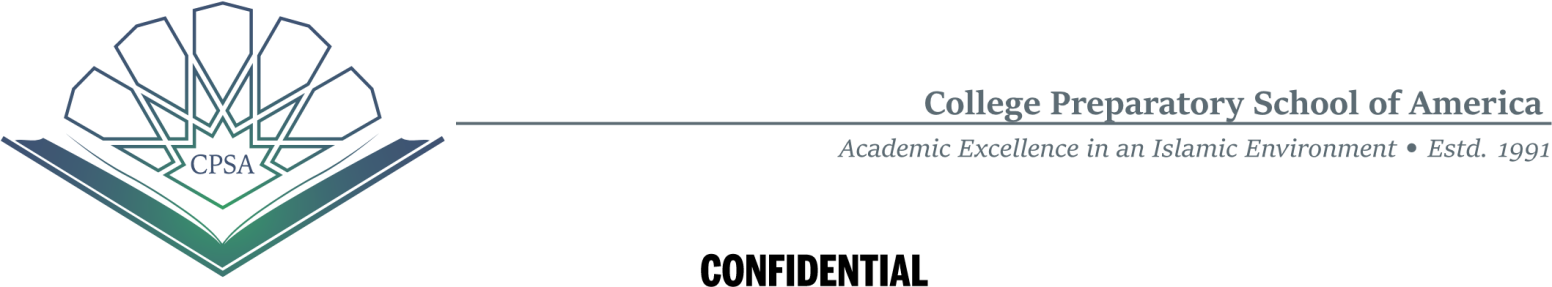 CPSA
College Preparatory School of America
Academic Excellence in an Islamic Environment • Estd. 1991
CONFIDENTIAL